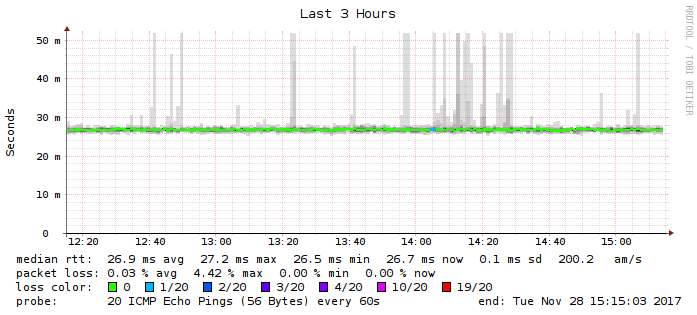 Last 3 Hours
RRDTOOL / TOBI OETIKER
Seconds
50 m
40 m
30 m
20 m
10 m
0
12:20 12:40 13:00 13:20 13:40 14:00 14:20 14:40 15:00
median rtt: 26.9 ms avg 27.2 ms max 26.5 ms min 26.7 ms now 0.1 ms sd 200.2 am/s
packet loss: 0.03 % avg 4.42 % max 0.00 % min 0.00 % now
loss color: 0 1/20 2/20 3/20 4/20 10/20 19/20
probe: 20 ICMP Echo Pings (56 Bytes) every 60s end: Tue Nov 28 15:15:03 2017